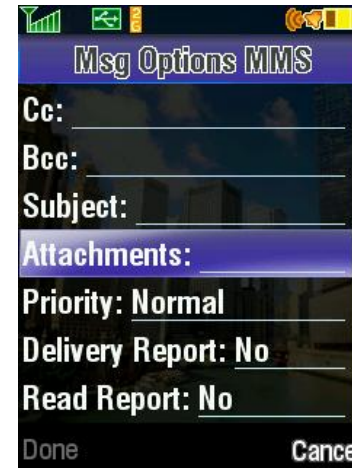 Msg Options MMS
Cc:
Bcc:
Subject:
Attachments:
Priority: Normal
Delivery Report: No
Read Report: No
Done Cance